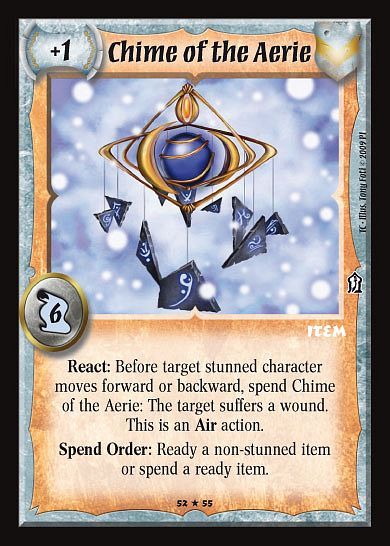 +1
Chime of the Aerie
TC · Illus. Tony Foti © 2009 PI
6
ITEM
React: Before target stunned character
moves forward or backward, spend Chime
of the Aerie: The target suffers a wound.
This is an Air action.
Spend Order: Ready a non-stunned item
or spend a ready item.
52 ★ 55